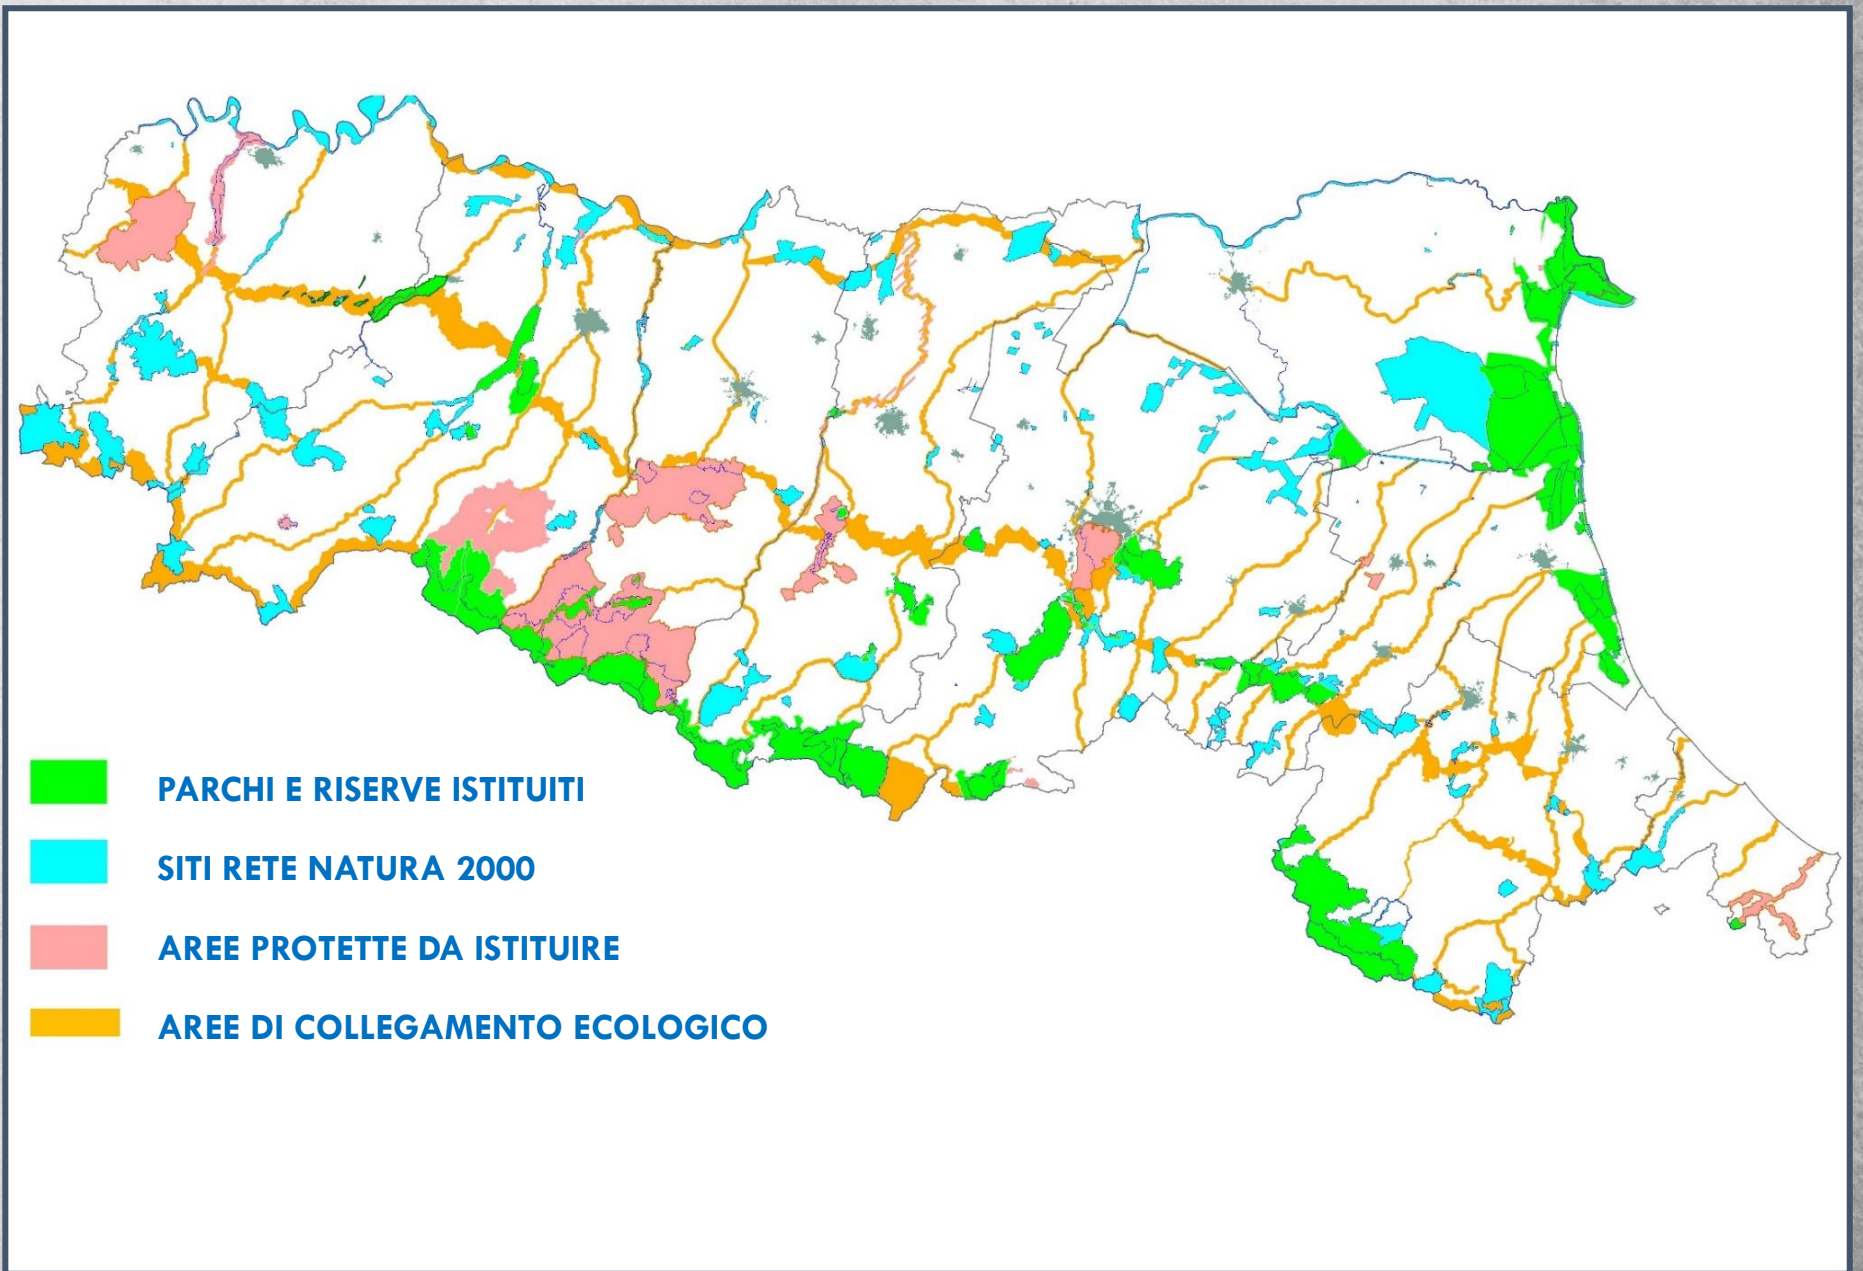 PARCHI E RISERVE ISTITUITI
SITI RETE NATURA 2000
AREE PROTETTE DA ISTITUIRE
AREE DI COLLEGAMENTO ECOLOGICO